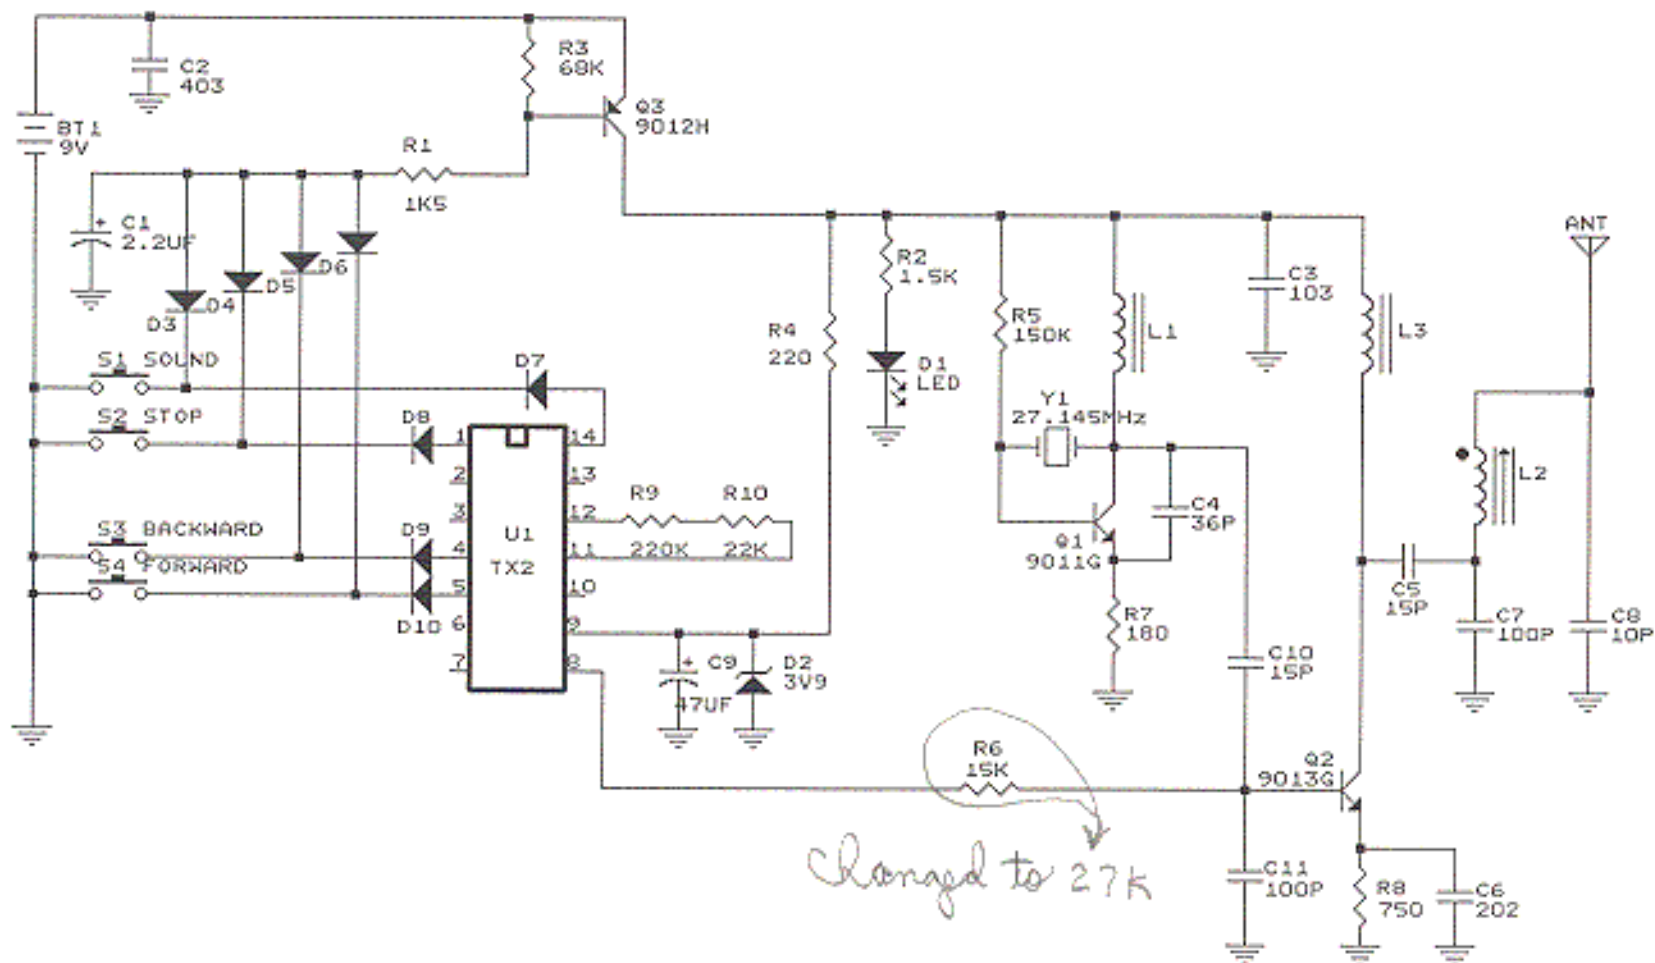 C2
403
R3
68K
Q3
9012H
BT1
9V
R1
1K5
+
C1
2.2UF
D6
D5
D4
D3
S1 SOUND
S2 STOP
S3 BACKWARD
S4 FORWARD
D7
D8
D9
D10
1
2
3
4
5
6
7
14
13
12
11
10
9
8
U1
TX2
R9
220K
R10
22K
R4
220
R2
1.5K
D1
LED
R5
150K
L1
C3
103
L3
ANT
Y1
27.145MHz
Q1
9011G
C4
36P
L2
C5
15P
R7
180
C7
100P
C8
10P
+
C9
47UF
D2
3V9
C10
15P
R6
15K
Changed to 27K
Q2
9013G
C11
100P
R8
750
C6
202